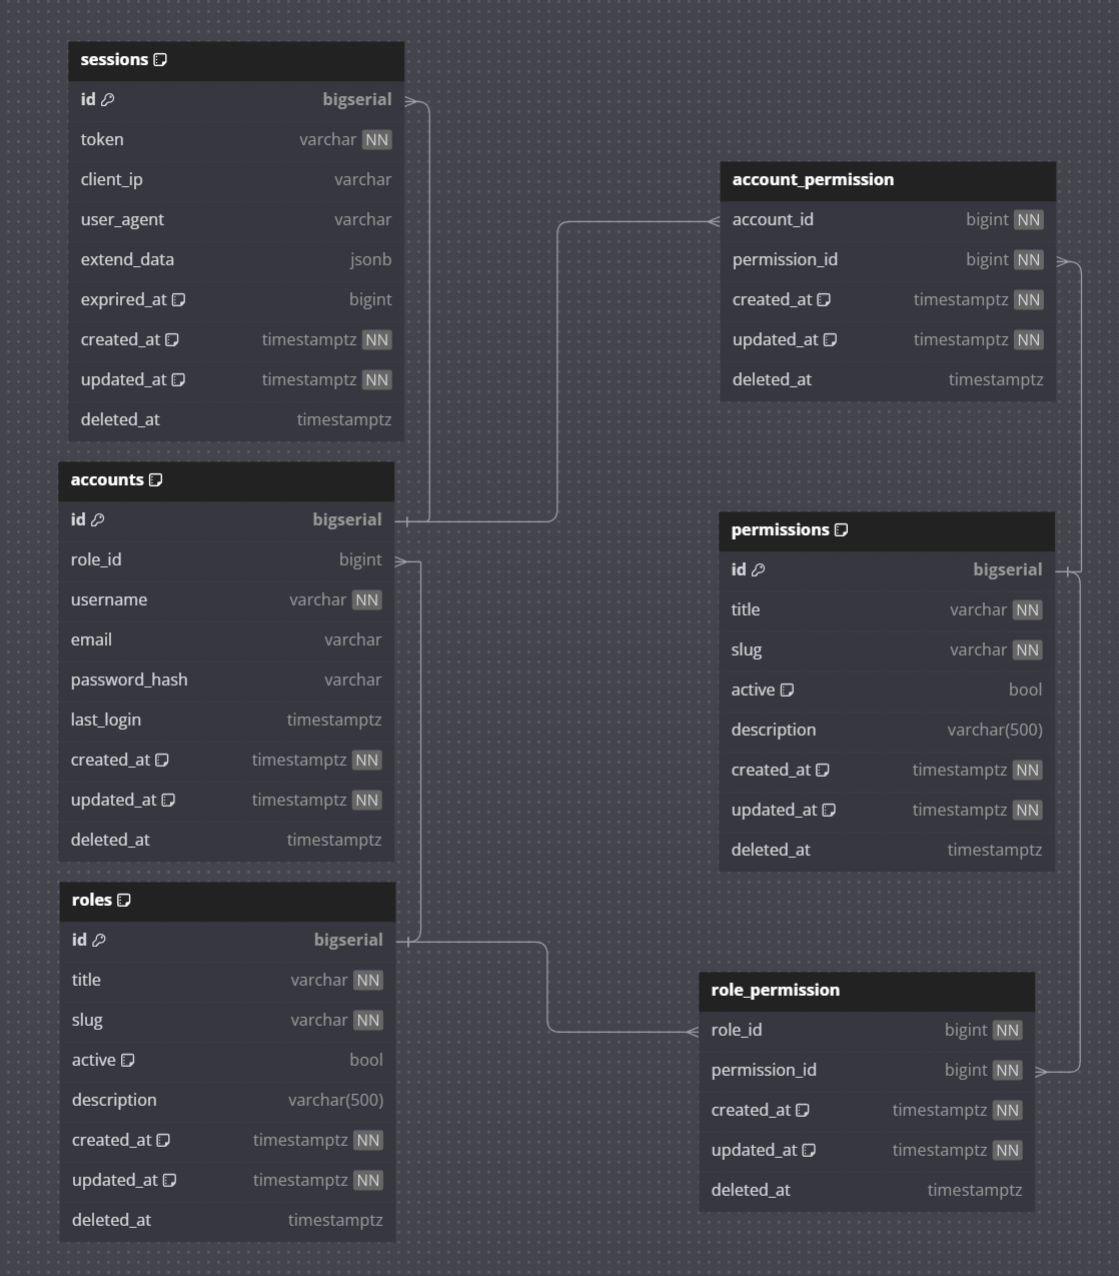 sessions
id bigserial
token varchar NN
client_ip varchar
user_agent varchar
extend_data jsonb
exprired_at bigint
created_at timestamptz NN
updated_at timestamptz NN
deleted_at timestamptz
accounts
id bigserial
role_id bigint
username varchar NN
email varchar
password_hash varchar
last_login timestamptz
created_at timestamptz NN
updated_at timestamptz NN
deleted_at timestamptz
roles
id bigserial
title varchar NN
slug varchar NN
active bool
description varchar(500)
created_at timestamptz NN
updated_at timestamptz NN
deleted_at timestamptz
account_permission
account_id bigint NN
permission_id bigint NN
created_at timestamptz NN
updated_at timestamptz NN
deleted_at timestamptz
permissions
id bigserial
title varchar NN
slug varchar NN
active bool
description varchar(500)
created_at timestamptz NN
updated_at timestamptz NN
deleted_at timestamptz
role_permission
role_id bigint NN
permission_id bigint NN
created_at timestamptz NN
updated_at timestamptz NN
deleted_at timestamptz